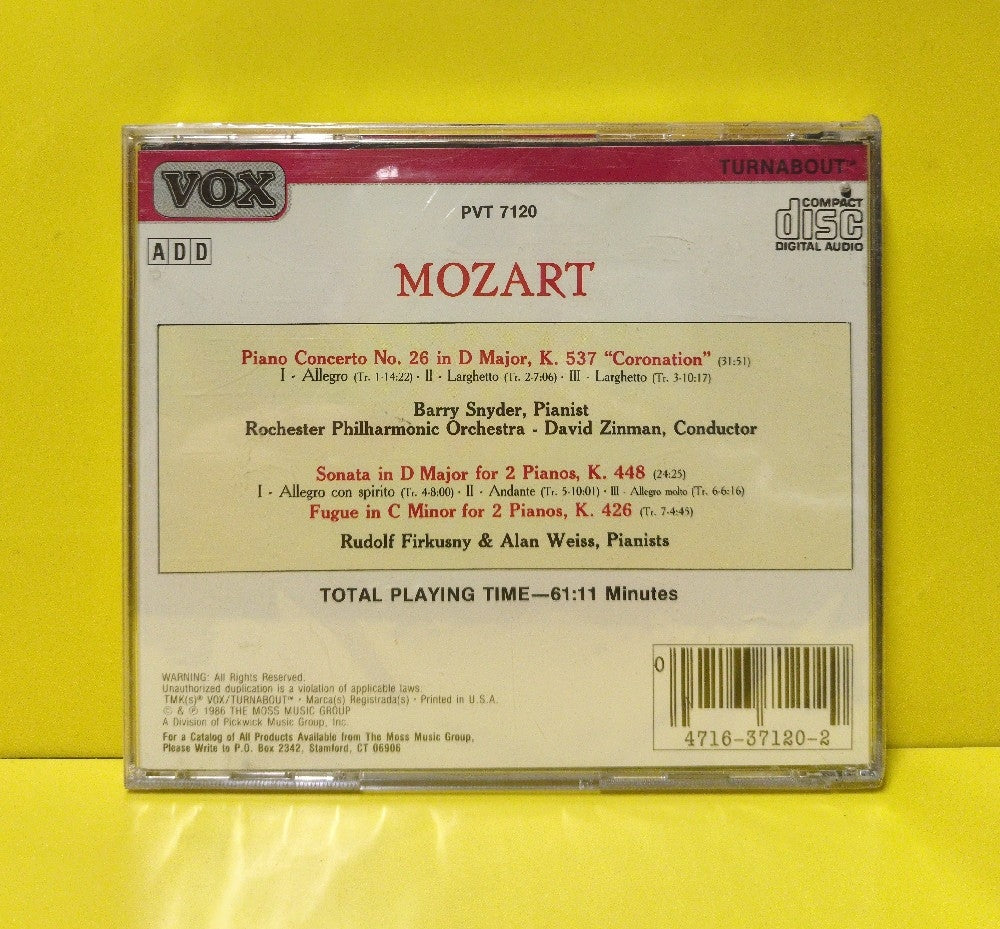 VOX
TURNABOUT™
PVT 7120
COMPACT
disc
DIGITAL AUDIO
ADD
MOZART
Piano Concerto No. 26 in D Major, K. 537 "Coronation" (31:51)
I - Allegro (Tr. 1-14:22) · II - Larghetto (Tr. 2-7:06) · III - Larghetto (Tr. 3-10:17)
Barry Snyder, Pianist
Rochester Philharmonic Orchestra - David Zinman, Conductor
Sonata in D Major for 2 Pianos, K. 448 (24:25)
I - Allegro con spirito (Tr. 4-8:00) · II - Andante (Tr. 5-10:01) · III - Allegro molto (Tr. 6-6:16)
Fugue in C Minor for 2 Pianos, K. 426 (Tr. 7-4:45)
Rudolf Firkusny & Alan Weiss, Pianists
TOTAL PLAYING TIME—61:11 Minutes
WARNING: All Rights Reserved.
Unauthorized duplication is a violation of applicable laws.
TMK(s)® VOX/TURNABOUT™ · Marca(s) Registrada(s) · Printed in U.S.A.
© & ℗ 1986 THE MOSS MUSIC GROUP
A Division of Pickwick Music Group, Inc.
For a Catalog of All Products Available from The Moss Music Group,
Please Write to P.O. Box 2342, Stamford, CT 06906
0
4716-37120-2